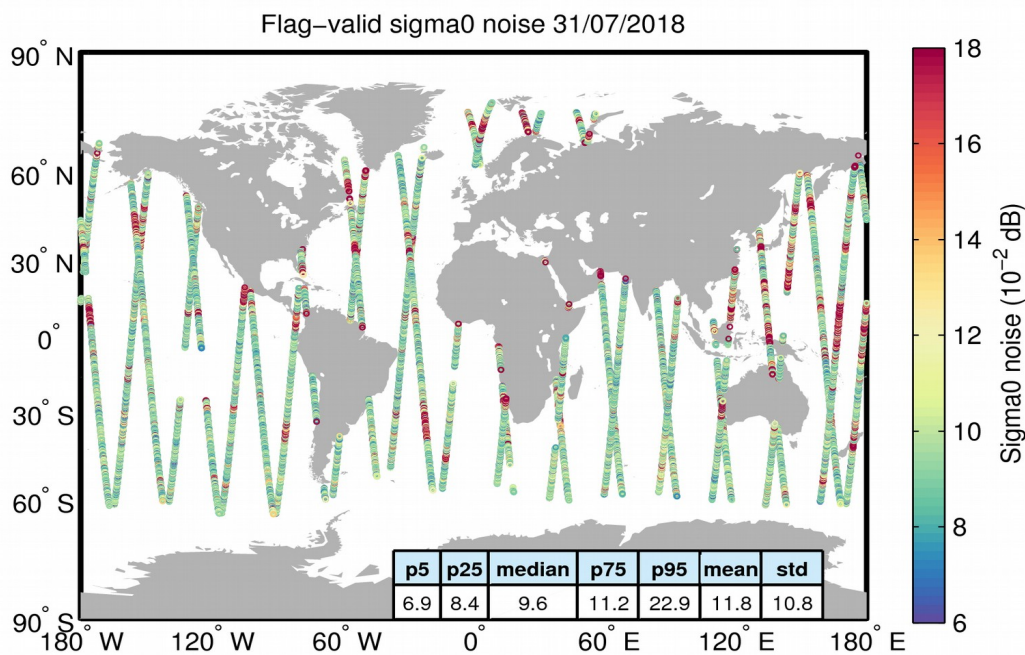 Flag-valid sigma0 noise 31/07/2018
90° N
60° N
30° N
0°
30° S
60° S
90° S
180° W
120° W
60° W
0°
60° E
120° E
180° E
p5 p25 median p75 p95 mean std
6.9 8.4 9.6 11.2 22.9 11.8 10.8
18
16
14
12
10
8
6
Sigma0 noise (10⁻² dB)